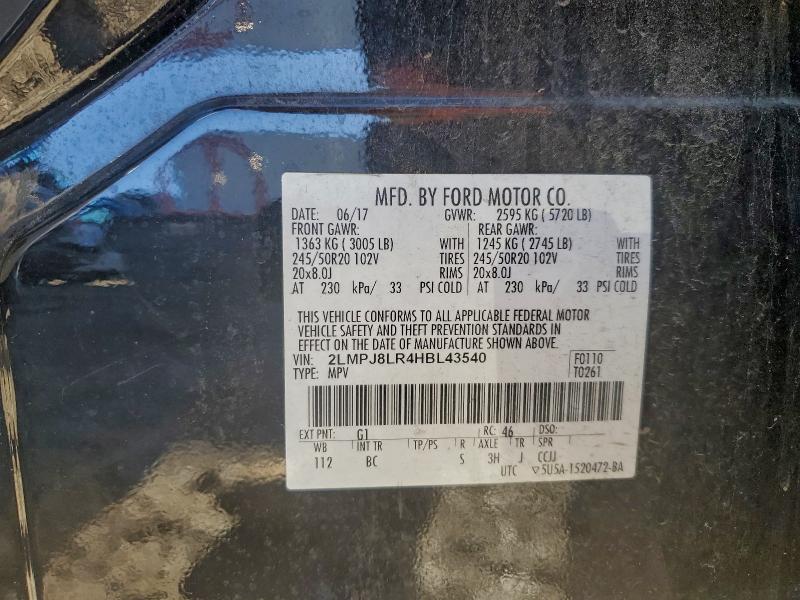 MFD. BY FORD MOTOR CO.
DATE: 06/17 GVWR: 2595 KG ( 5720 LB)
FRONT GAWR: REAR GAWR:
1363 KG ( 3005 LB) WITH 1245 KG ( 2745 LB) WITH
245/50R20 102V TIRES 245/50R20 102V TIRES
20x8.0J RIMS 20x8.0J RIMS
AT 230 kPa/ 33 PSI COLD AT 230 kPa/ 33 PSI COLD
THIS VEHICLE CONFORMS TO ALL APPLICABLE FEDERAL MOTOR
VEHICLE SAFETY AND THEFT PREVENTION STANDARDS IN
EFFECT ON THE DATE OF MANUFACTURE SHOWN ABOVE.
VIN: 2LMPJ8LR4HBL43540 F0110
TYPE: MPV T0261
EXT PNT: G1 RC: 46 DSO:
WB INT TR TP/PS R AXLE TR SPR
112 BC S 3H J CCJJ
UTC ▽5U5A-1520472-BA